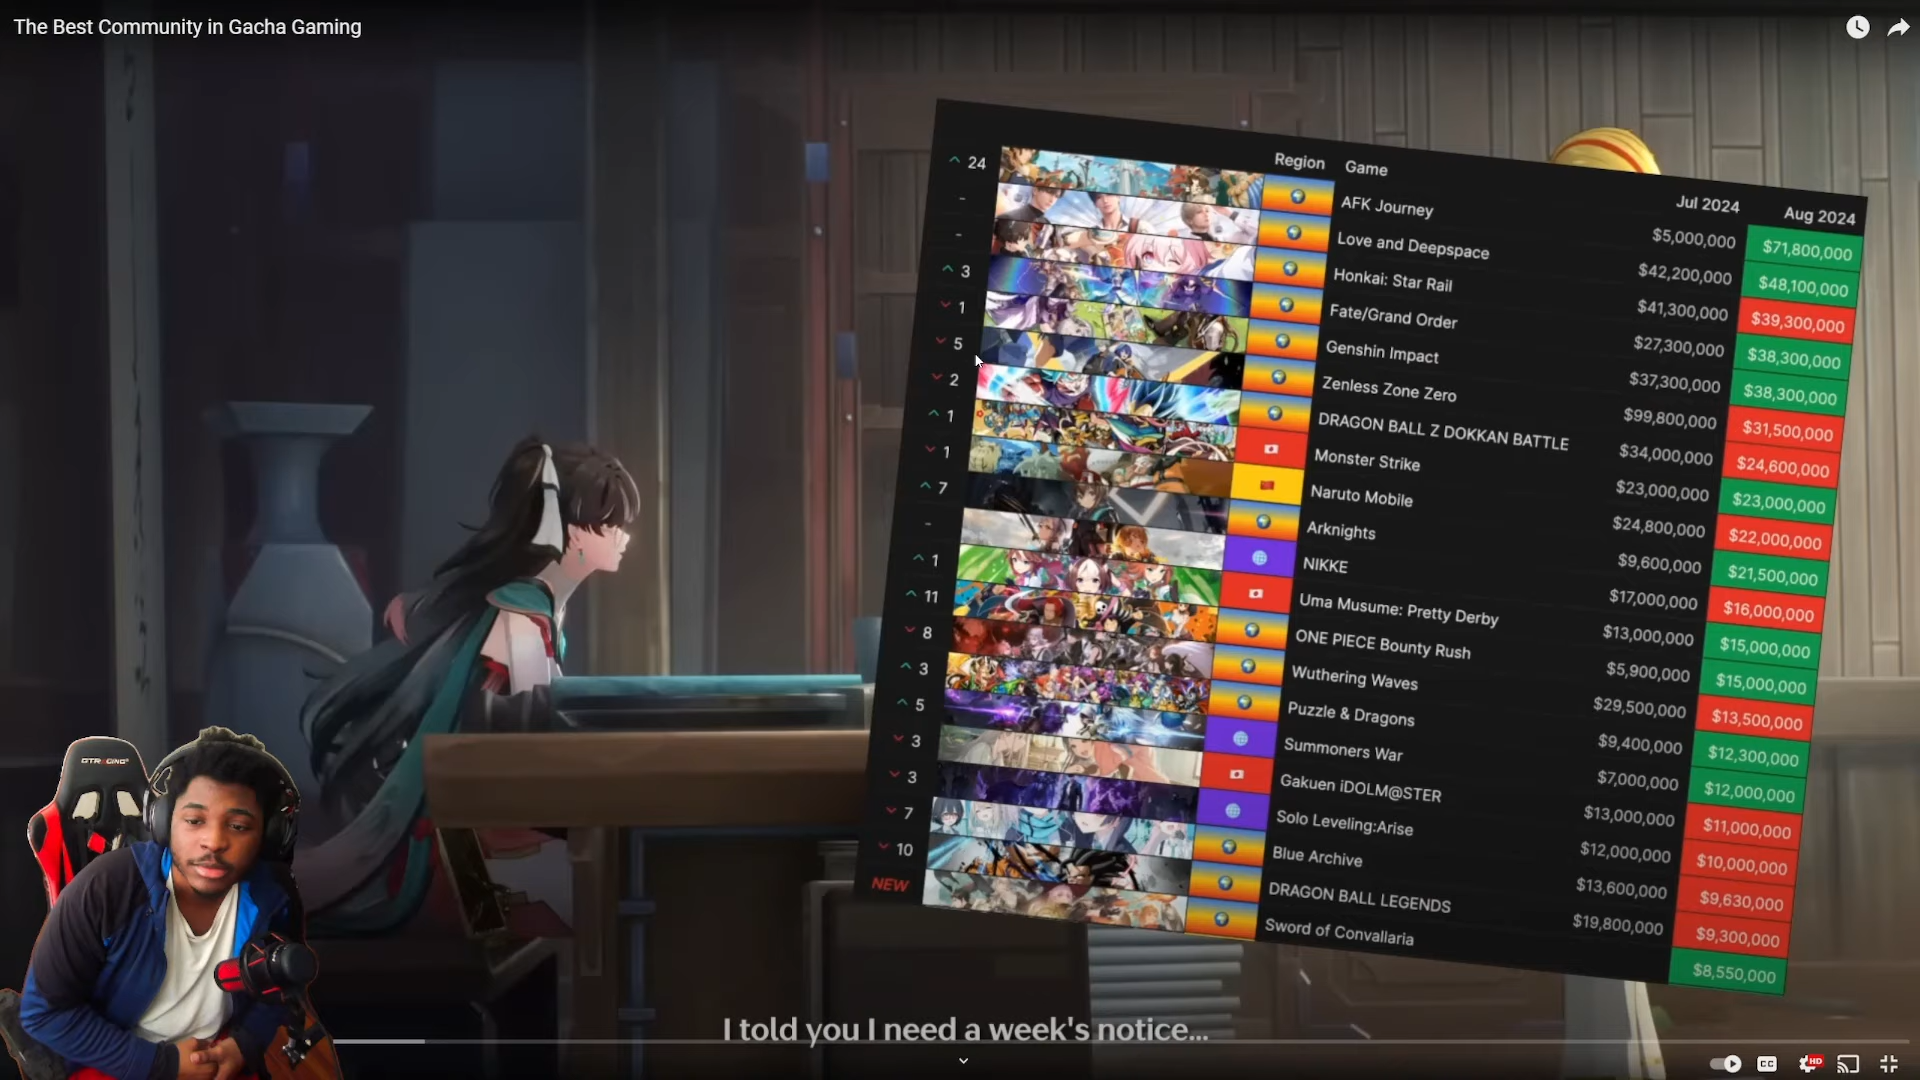 The Best Community in Gacha Gaming
Region Game Jul 2024 Aug 2024
24 AFK Journey $5,000,000 $71,800,000
- Love and Deepspace $42,200,000 $48,100,000
- Honkai: Star Rail $41,300,000 $39,300,000
3 Fate/Grand Order $27,300,000 $38,300,000
1 Genshin Impact $37,300,000 $38,300,000
5 Zenless Zone Zero $99,800,000 $31,500,000
2 DRAGON BALL Z DOKKAN BATTLE $34,000,000 $24,600,000
1 Monster Strike $23,000,000 $23,000,000
1 Naruto Mobile $24,800,000 $22,000,000
7 Arknights $9,600,000 $21,500,000
- NIKKE $17,000,000 $16,000,000
1 Uma Musume: Pretty Derby $13,000,000 $15,000,000
11 ONE PIECE Bounty Rush $5,900,000 $15,000,000
8 Wuthering Waves $29,500,000 $13,500,000
3 Puzzle & Dragons $9,400,000 $12,300,000
5 Summoners War $7,000,000 $12,000,000
3 Gakuen iDOLM@STER $13,000,000 $11,000,000
3 Solo Leveling:Arise $12,000,000 $10,000,000
7 Blue Archive $13,600,000 $9,630,000
10 DRAGON BALL LEGENDS $19,800,000 $9,300,000
NEW Sword of Convallaria $8,550,000
GTRACING
I told you I need a week's notice...
CC HD